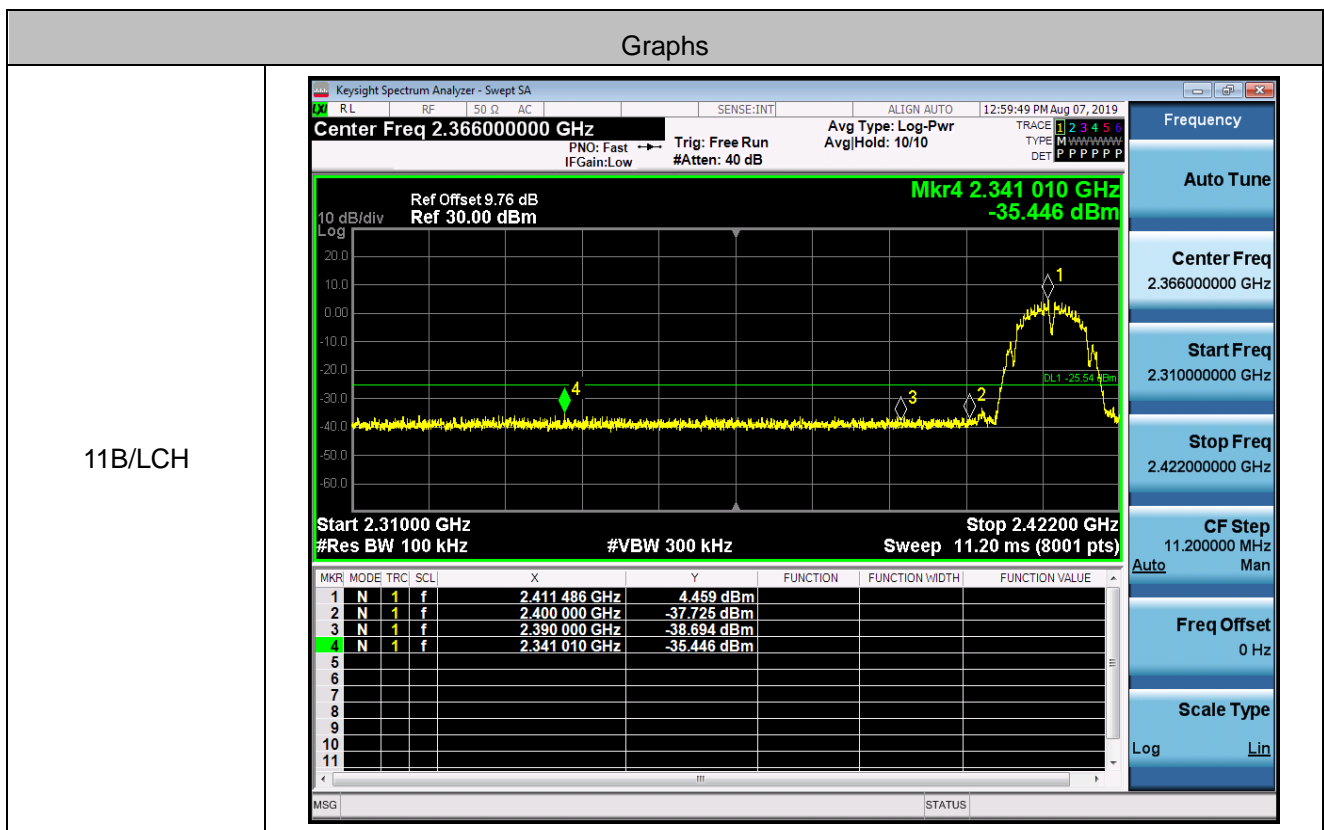 Graphs
11B/LCH
Keysight Spectrum Analyzer - Swept SA
RL RF 50 Ω AC SENSE:INT ALIGN AUTO 12:59:49 PM Aug 07, 2019
Center Freq 2.366000000 GHz
PNO: Fast
IFGain:Low
Trig: Free Run
#Atten: 40 dB
Avg Type: Log-Pwr
Avg|Hold: 10/10
TRACE 1 2 3 4 5 6
TYPE M WWWWW
DET P P P P P P
Ref Offset 9.76 dB
10 dB/div Ref 30.00 dBm
Log
Mkr4 2.341 010 GHz
-35.446 dBm
20.0
10.0
0.00
-10.0
-20.0
-30.0
-40.0
-50.0
-60.0
1
2
3
4
DL1 -25.54 dBm
Start 2.31000 GHz Stop 2.42200 GHz
#Res BW 100 kHz #VBW 300 kHz Sweep 11.20 ms (8001 pts)
MKR MODE TRC SCL X Y FUNCTION FUNCTION WIDTH FUNCTION VALUE
1 N 1 f 2.411 486 GHz 4.459 dBm
2 N 1 f 2.400 000 GHz -37.725 dBm
3 N 1 f 2.390 000 GHz -38.694 dBm
4 N 1 f 2.341 010 GHz -35.446 dBm
5
6
7
8
9
10
11
MSG STATUS
Frequency
Auto Tune
Center Freq
2.366000000 GHz
Start Freq
2.310000000 GHz
Stop Freq
2.422000000 GHz
CF Step
11.200000 MHz
Auto Man
Freq Offset
0 Hz
Scale Type
Log Lin